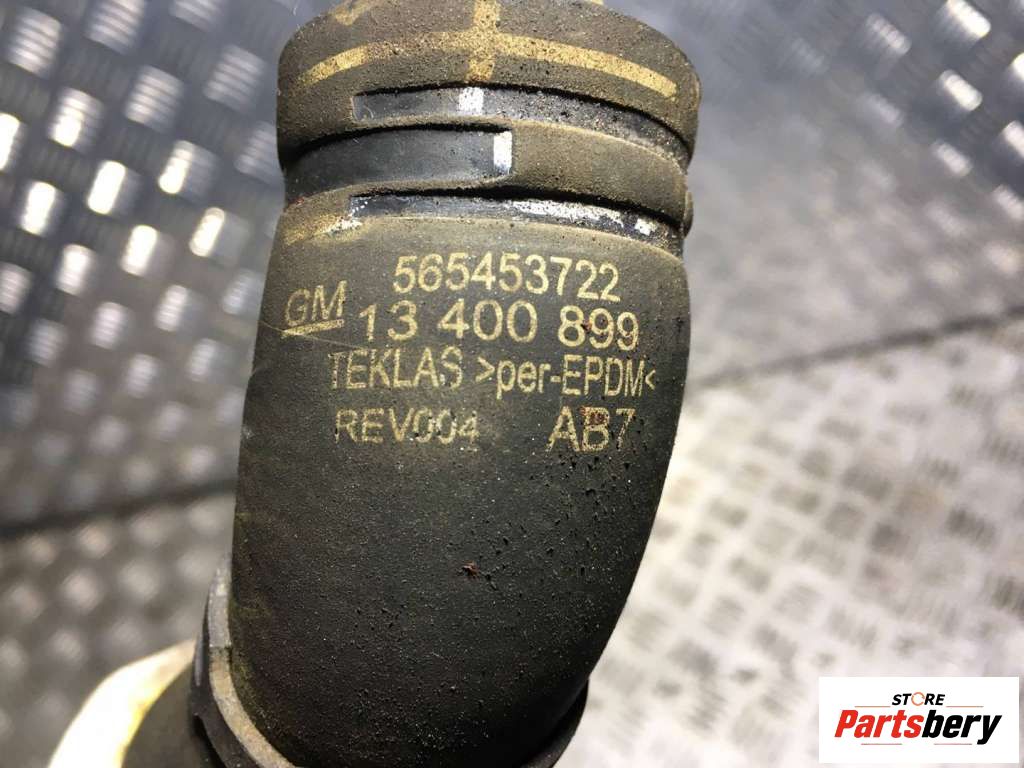 565453722
GM 13 400 899
TEKLAS >per-EPDM<
REV004 AB7
STORE
Partsbery